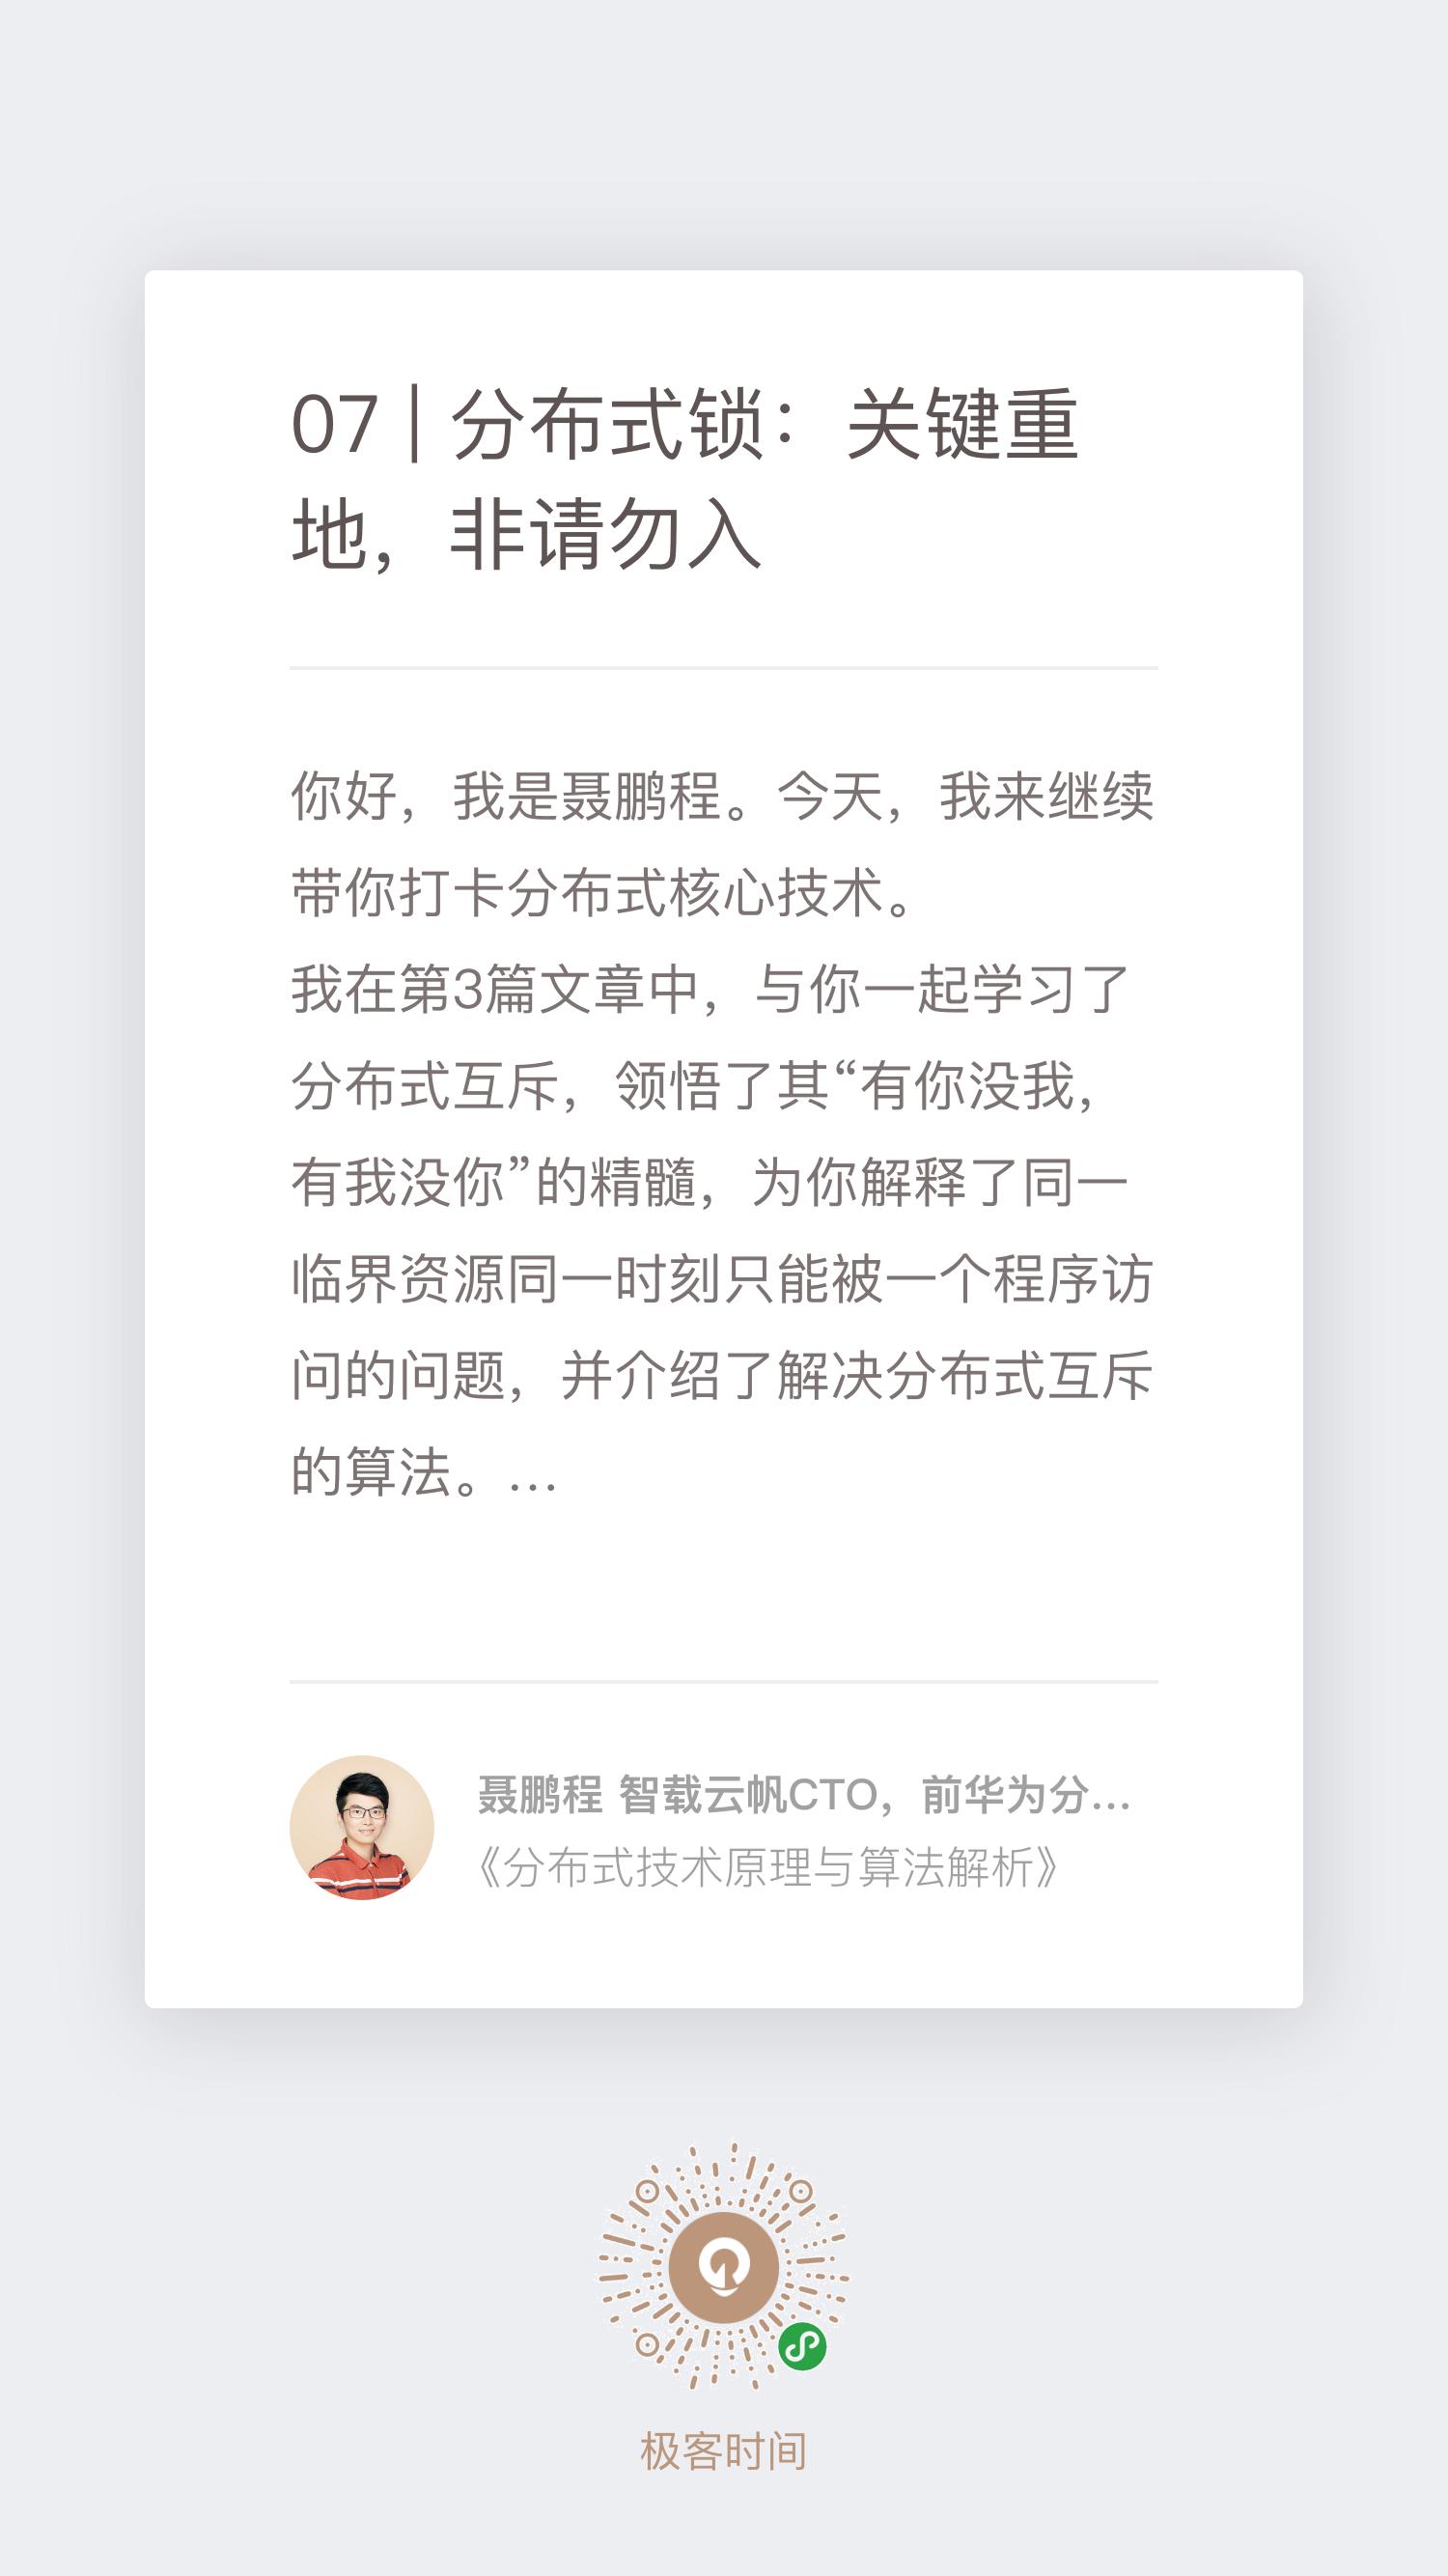 07 | 分布式锁：关键重
地，非请勿入
你好，我是聂鹏程。今天，我来继续
带你打卡分布式核心技术。
我在第3篇文章中，与你一起学习了
分布式互斥，领悟了其“有你没我，
有我没你”的精髓，为你解释了同一
临界资源同一时刻只能被一个程序访
问的问题，并介绍了解决分布式互斥
的算法。...
聂鹏程 智载云帆CTO，前华为分...
《分布式技术原理与算法解析》
极客时间